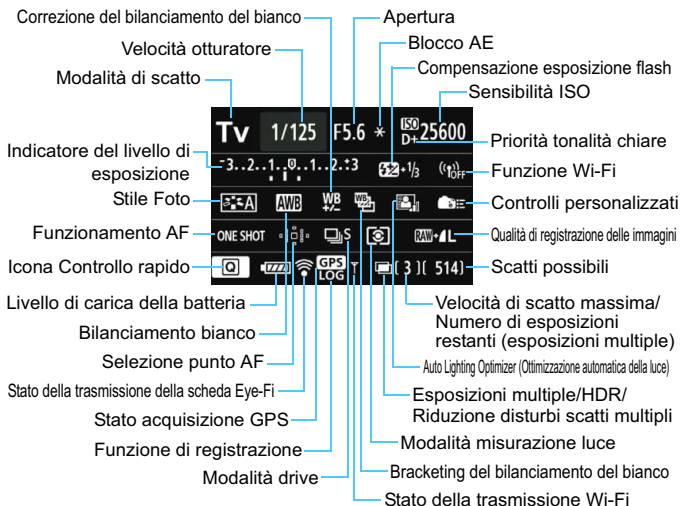 Correzione del bilanciamento del bianco
Apertura
Velocità otturatore
Blocco AE
Modalità di scatto
Compensazione esposizione flash
Sensibilità ISO
Tv 1/125 F5.6 * ISO 25600
D+
Priorità tonalità chiare
Indicatore del livello di
esposizione
-3..2..1..0..1..2..+3
+1/3
OFF
Funzione Wi-Fi
Stile Foto
A AWB WB +/- WB
Controlli personalizzati
Funzionamento AF
ONE SHOT S RAW+ L
Qualità di registrazione delle immagini
Icona Controllo rapido
Q GPS LOG [ 3 ][ 514]
Scatti possibili
Livello di carica della batteria
Velocità di scatto massima/
Numero di esposizioni
restanti (esposizioni multiple)
Bilanciamento bianco
Selezione punto AF
Auto Lighting Optimizer (Ottimizzazione automatica della luce)
Stato della trasmissione della scheda Eye-Fi
Esposizioni multiple/HDR/
Riduzione disturbi scatti multipli
Stato acquisizione GPS
Modalità misurazione luce
Funzione di registrazione
Bracketing del bilanciamento del bianco
Modalità drive
Stato della trasmissione Wi-Fi